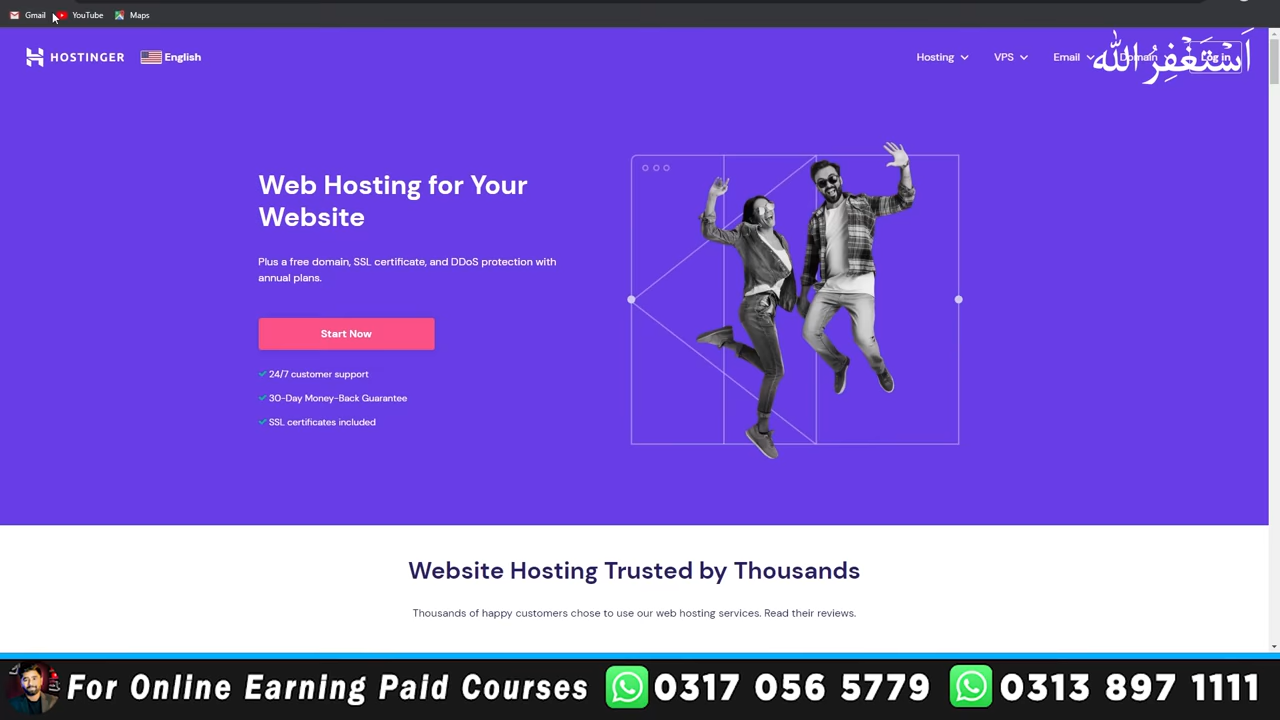 Gmail YouTube Maps
HOSTINGER English Hosting VPS Email Domain Log in
أَسْتَغْفِرُ اللّٰه
Web Hosting for Your
Website
Plus a free domain, SSL certificate, and DDoS protection with
annual plans.
Start Now
24/7 customer support
30-Day Money-Back Guarantee
SSL certificates included
Website Hosting Trusted by Thousands
Thousands of happy customers chose to use our web hosting services. Read their reviews.
For Online Earning Paid Courses 0317 056 5779 0313 897 1111